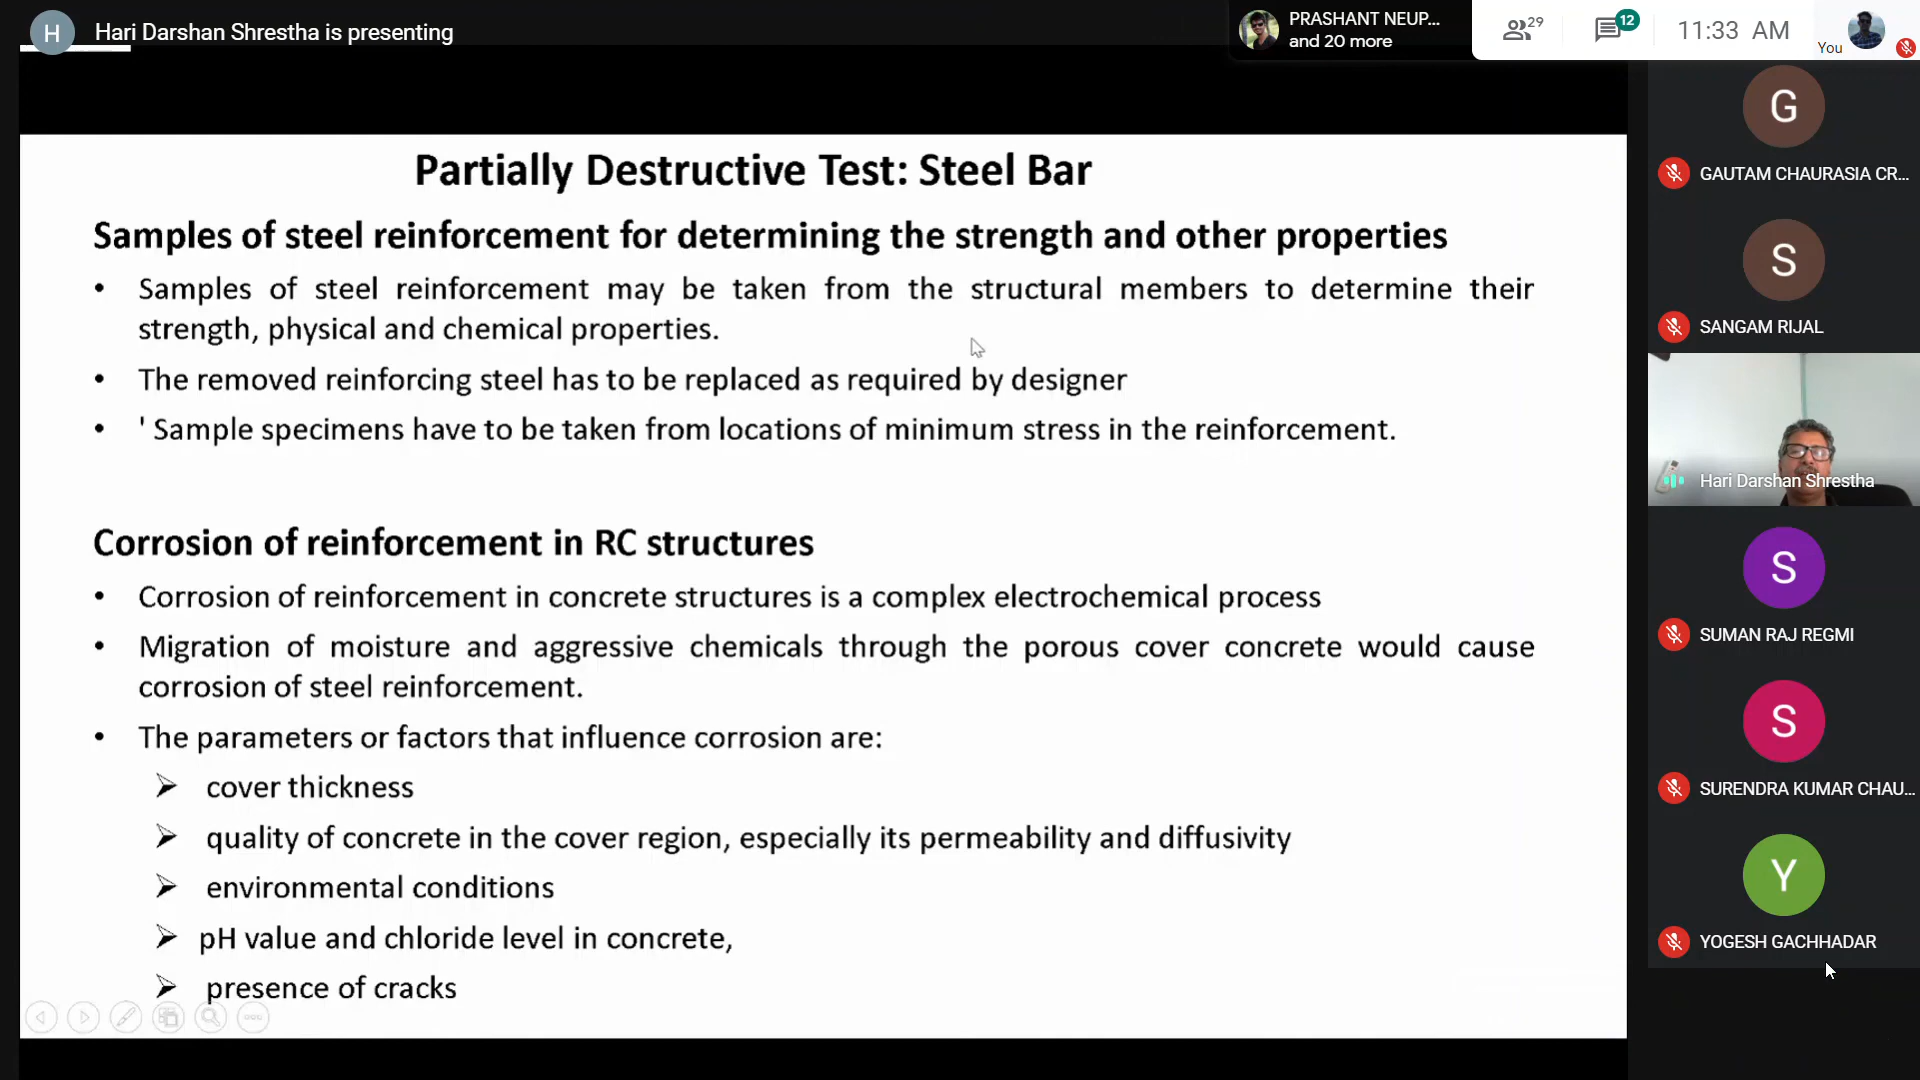 H
Hari Darshan Shrestha is presenting
PRASHANT NEUP...
and 20 more
29
12
11:33 AM
You
Partially Destructive Test: Steel Bar
Samples of steel reinforcement for determining the strength and other properties
• Samples of steel reinforcement may be taken from the structural members to determine their
strength, physical and chemical properties.
• The removed reinforcing steel has to be replaced as required by designer
• ' Sample specimens have to be taken from locations of minimum stress in the reinforcement.
Corrosion of reinforcement in RC structures
• Corrosion of reinforcement in concrete structures is a complex electrochemical process
• Migration of moisture and aggressive chemicals through the porous cover concrete would cause
corrosion of steel reinforcement.
• The parameters or factors that influence corrosion are:
➢ cover thickness
➢ quality of concrete in the cover region, especially its permeability and diffusivity
➢ environmental conditions
➢ pH value and chloride level in concrete,
➢ presence of cracks
G
GAUTAM CHAURASIA CR...
S
SANGAM RIJAL
Hari Darshan Shrestha
S
SUMAN RAJ REGMI
S
SURENDRA KUMAR CHAU...
Y
YOGESH GACHHADAR